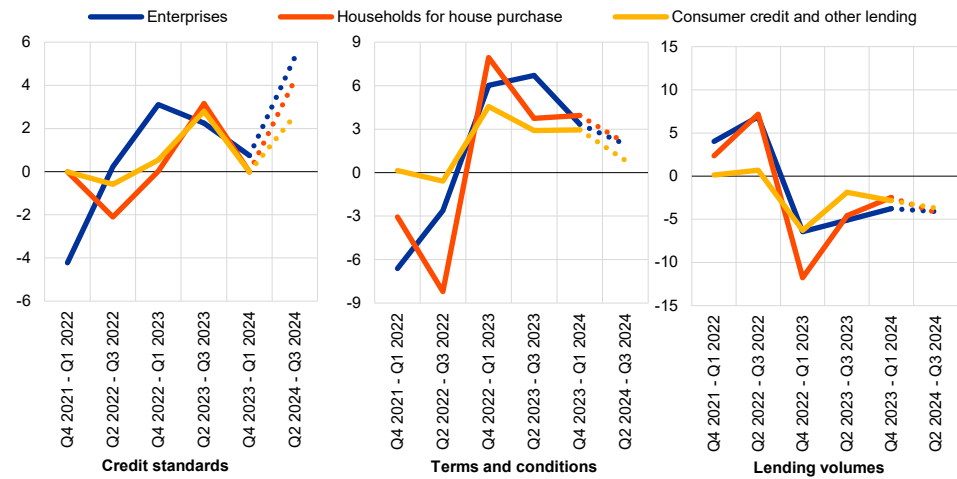 Enterprises
Households for house purchase
Consumer credit and other lending
6
4
2
0
-2
-4
-6
Q4 2021 - Q1 2022
Q2 2022 - Q3 2022
Q4 2022 - Q1 2023
Q2 2023 - Q3 2023
Q4 2023 - Q1 2024
Q2 2024 - Q3 2024
Credit standards
9
6
3
0
-3
-6
-9
Q4 2021 - Q1 2022
Q2 2022 - Q3 2022
Q4 2022 - Q1 2023
Q2 2023 - Q3 2023
Q4 2023 - Q1 2024
Q2 2024 - Q3 2024
Terms and conditions
15
10
5
0
-5
-10
-15
Q4 2021 - Q1 2022
Q2 2022 - Q3 2022
Q4 2022 - Q1 2023
Q2 2023 - Q3 2023
Q4 2023 - Q1 2024
Q2 2024 - Q3 2024
Lending volumes